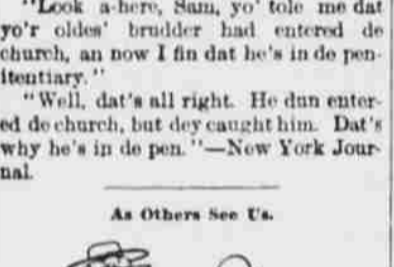 "Look a-here, Sam, yo' tole me dat
yo'r oldes' brudder had entered de
church, an now I fin dat he's in de pen-
itentiary."
"Well, dat's all right. He dun enter-
ed de church, but dey caught him. Dat's
why he's in de pen."—New York Jour-
nal.
As Others See Us.